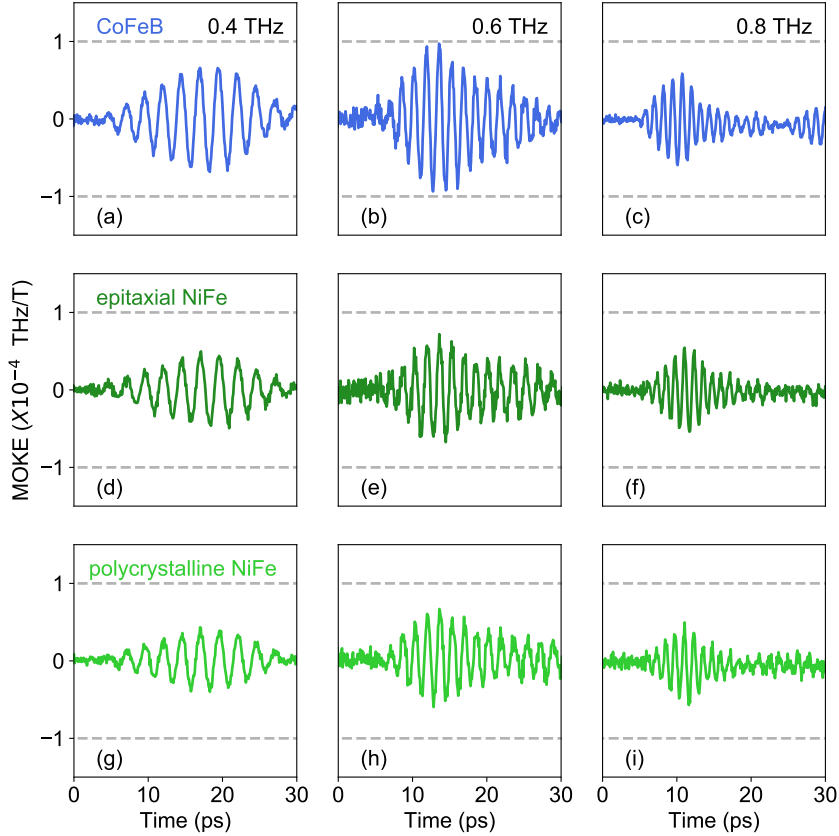 CoFeB 0.4 THz 0.6 THz 0.8 THz
1
0
−1
(a) (b) (c)
MOKE (X10⁻⁴ THz/T)
epitaxial NiFe
1
0
−1
(d) (e) (f)
polycrystalline NiFe
1
0
−1
(g) (h) (i)
0 10 20 30 0 10 20 30 0 10 20 30
Time (ps) Time (ps) Time (ps)